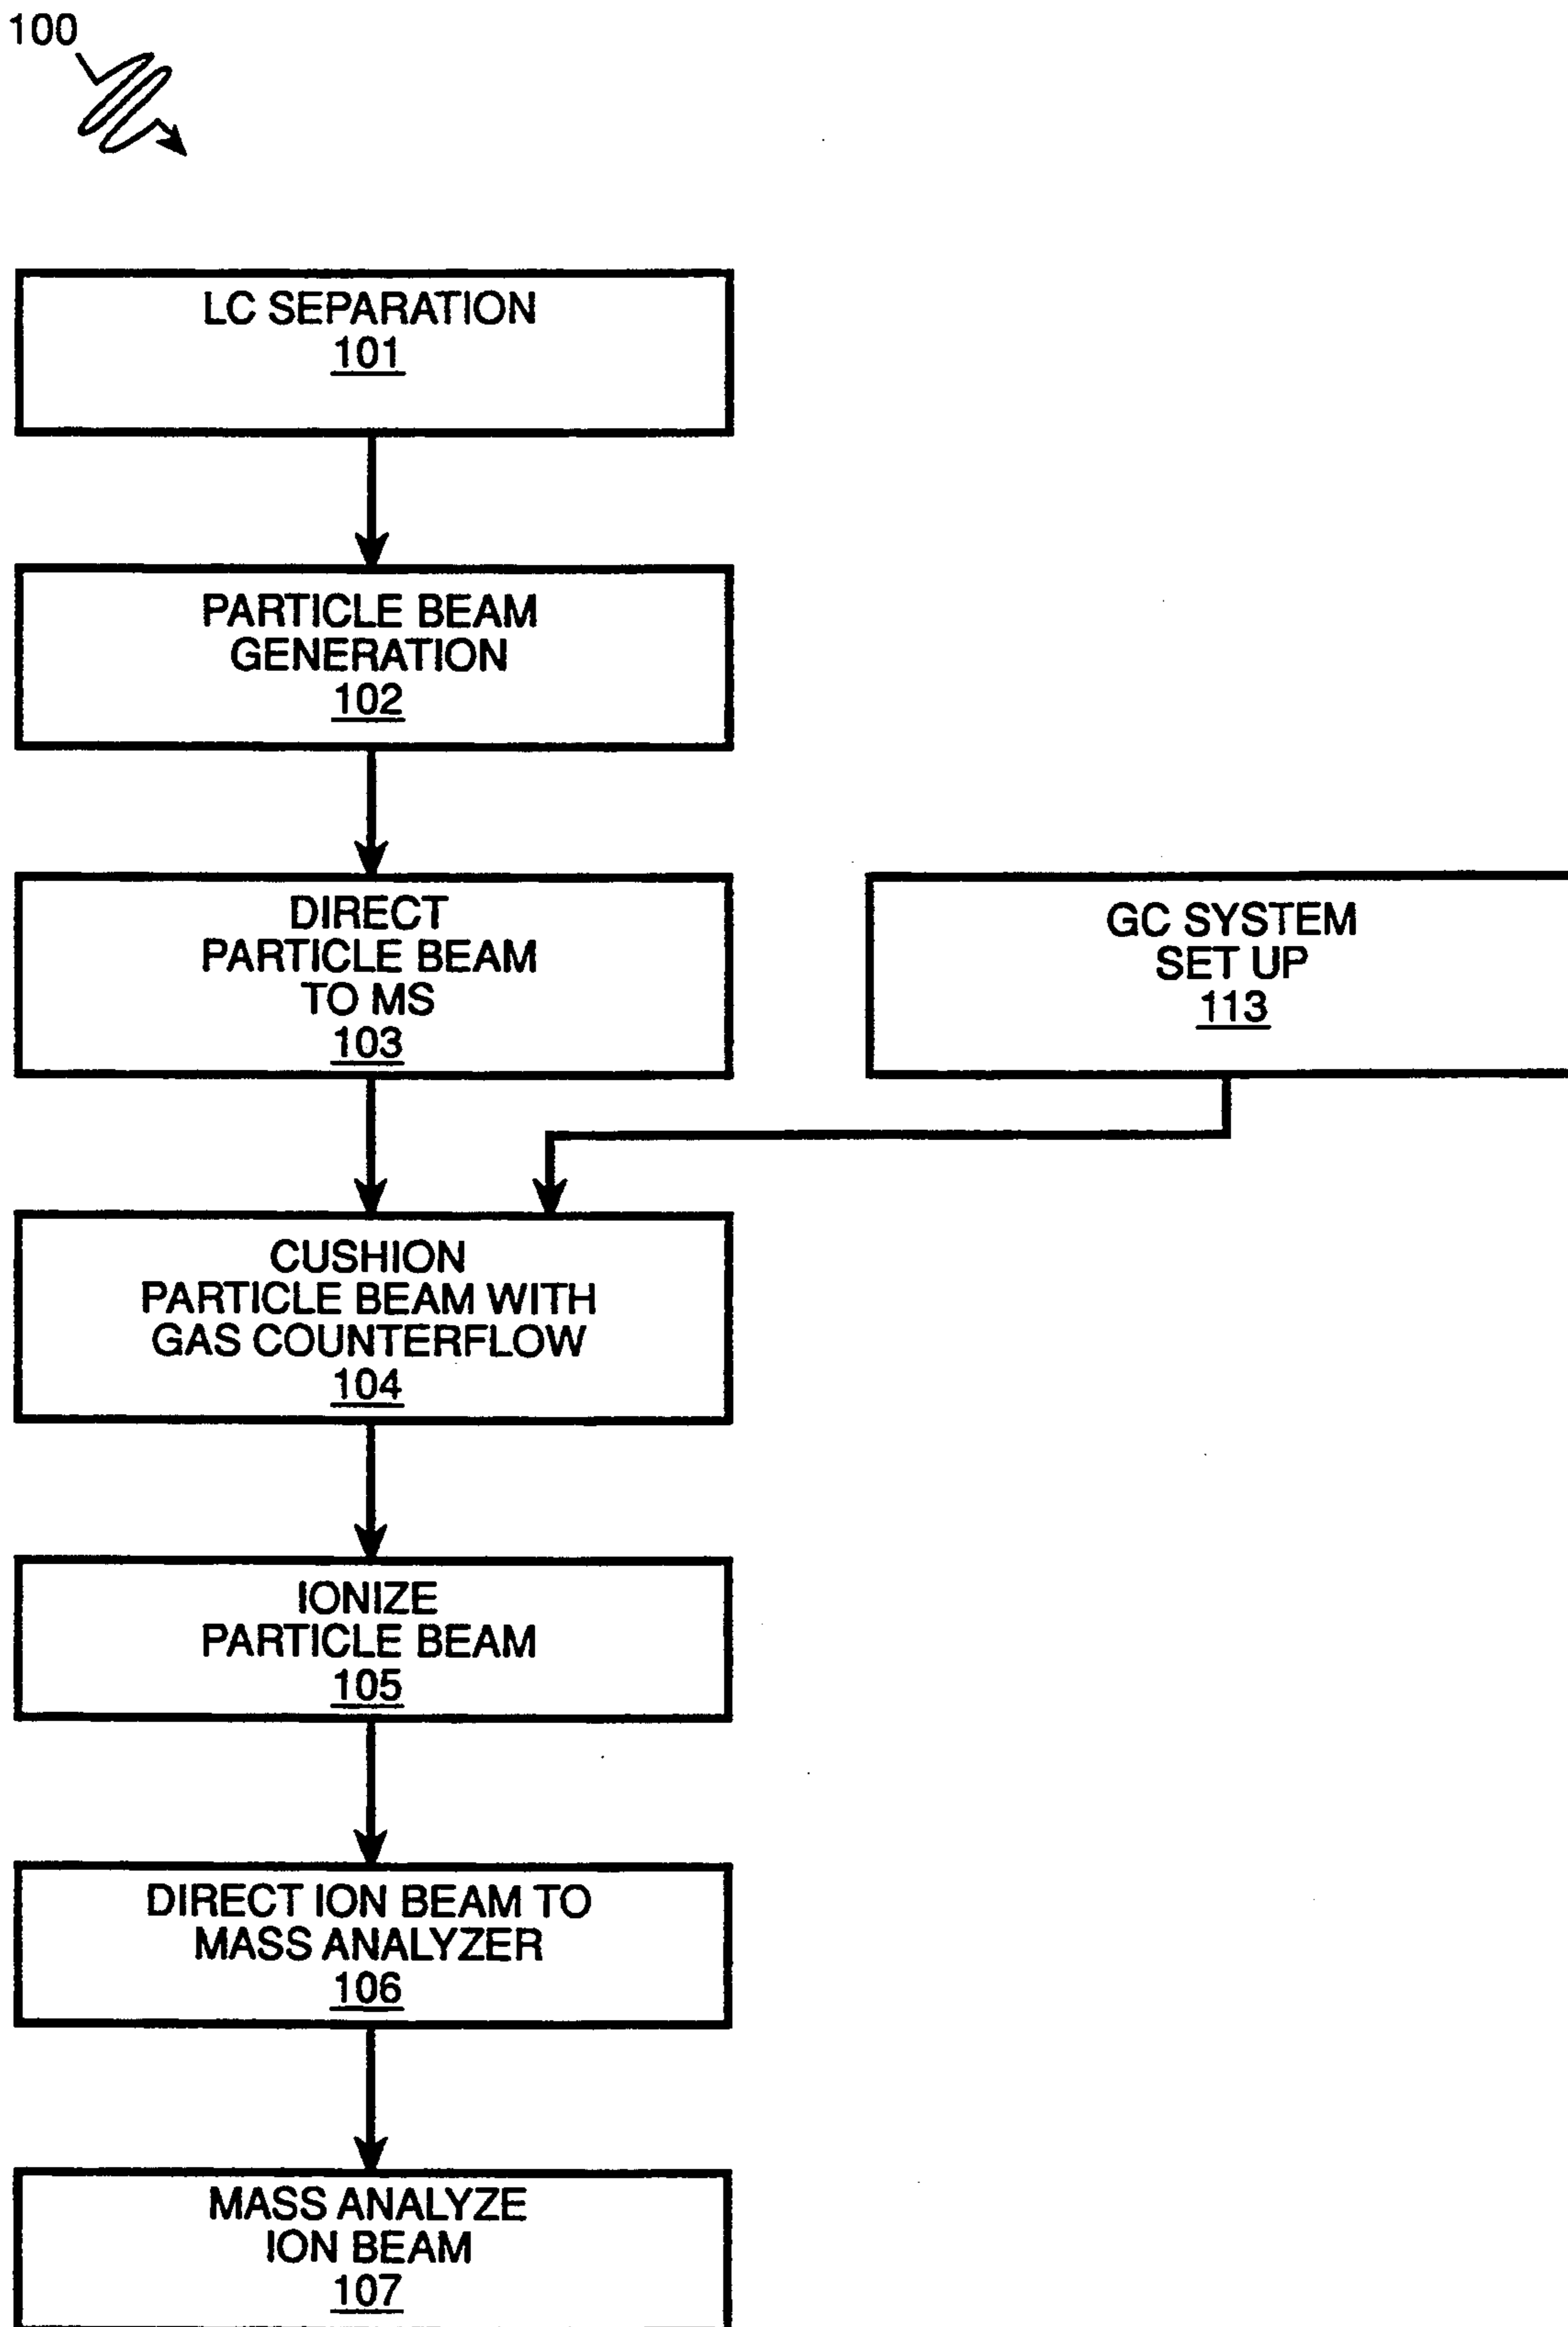 100
LC SEPARATION
101
PARTICLE BEAM
GENERATION
102
DIRECT
PARTICLE BEAM
TO MS
103
GC SYSTEM
SET UP
113
CUSHION
PARTICLE BEAM WITH
GAS COUNTERFLOW
104
IONIZE
PARTICLE BEAM
105
DIRECT ION BEAM TO
MASS ANALYZER
106
MASS ANALYZE
ION BEAM
107